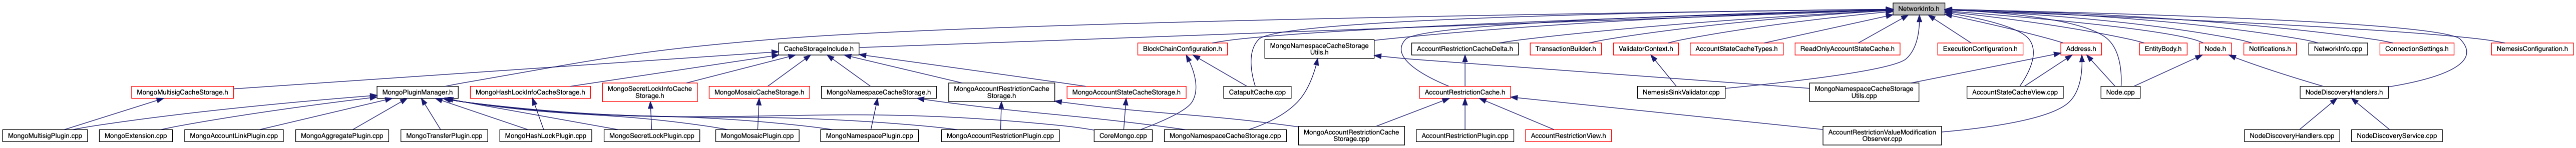 NetworkInfo.h
CacheStorageInclude.h
BlockChainConfiguration.h
MongoNamespaceCacheStorage
Utils.h
AccountRestrictionCacheDelta.h
TransactionBuilder.h
ValidatorContext.h
AccountStateCacheTypes.h
ReadOnlyAccountStateCache.h
ExecutionConfiguration.h
Address.h
EntityBody.h
Node.h
Notifications.h
NetworkInfo.cpp
ConnectionSettings.h
NemesisConfiguration.h
MongoMultisigCacheStorage.h
MongoPluginManager.h
MongoHashLockInfoCacheStorage.h
MongoSecretLockInfoCache
Storage.h
MongoMosaicCacheStorage.h
MongoNamespaceCacheStorage.h
MongoAccountRestrictionCache
Storage.h
MongoAccountStateCacheStorage.h
CatapultCache.cpp
AccountRestrictionCache.h
NemesisSinkValidator.cpp
MongoNamespaceCacheStorage
Utils.cpp
AccountStateCacheView.cpp
Node.cpp
NodeDiscoveryHandlers.h
MongoMultisigPlugin.cpp
MongoExtension.cpp
MongoAccountLinkPlugin.cpp
MongoAggregatePlugin.cpp
MongoTransferPlugin.cpp
MongoHashLockPlugin.cpp
MongoSecretLockPlugin.cpp
MongoMosaicPlugin.cpp
MongoNamespacePlugin.cpp
MongoAccountRestrictionPlugin.cpp
CoreMongo.cpp
MongoNamespaceCacheStorage.cpp
MongoAccountRestrictionCache
Storage.cpp
AccountRestrictionPlugin.cpp
AccountRestrictionView.h
AccountRestrictionValueModification
Observer.cpp
NodeDiscoveryHandlers.cpp
NodeDiscoveryService.cpp